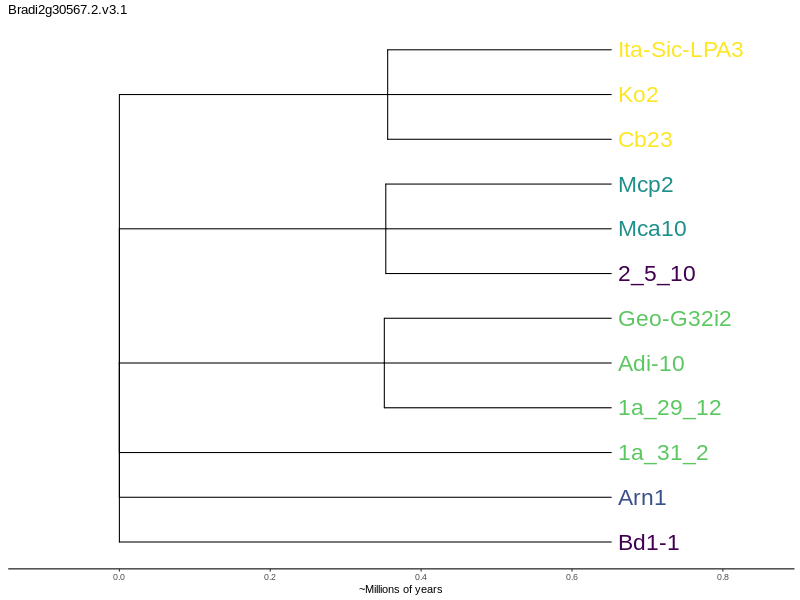 Bradi2g30567.2.v3.1
Ita-Sic-LPA3
Ko2
Cb23
Mcp2
Mca10
2_5_10
Geo-G32i2
Adi-10
1a_29_12
1a_31_2
Arn1
Bd1-1
0.0 0.2 0.4 0.6 0.8
~Millions of years